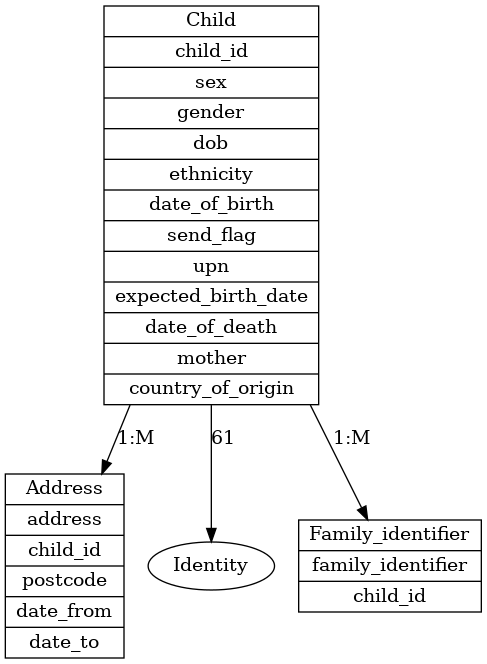 Child
child_id
sex
gender
dob
ethnicity
date_of_birth
send_flag
upn
expected_birth_date
date_of_death
mother
country_of_origin
1:M
61
1:M
Address
address
child_id
postcode
date_from
date_to
Identity
Family_identifier
family_identifier
child_id